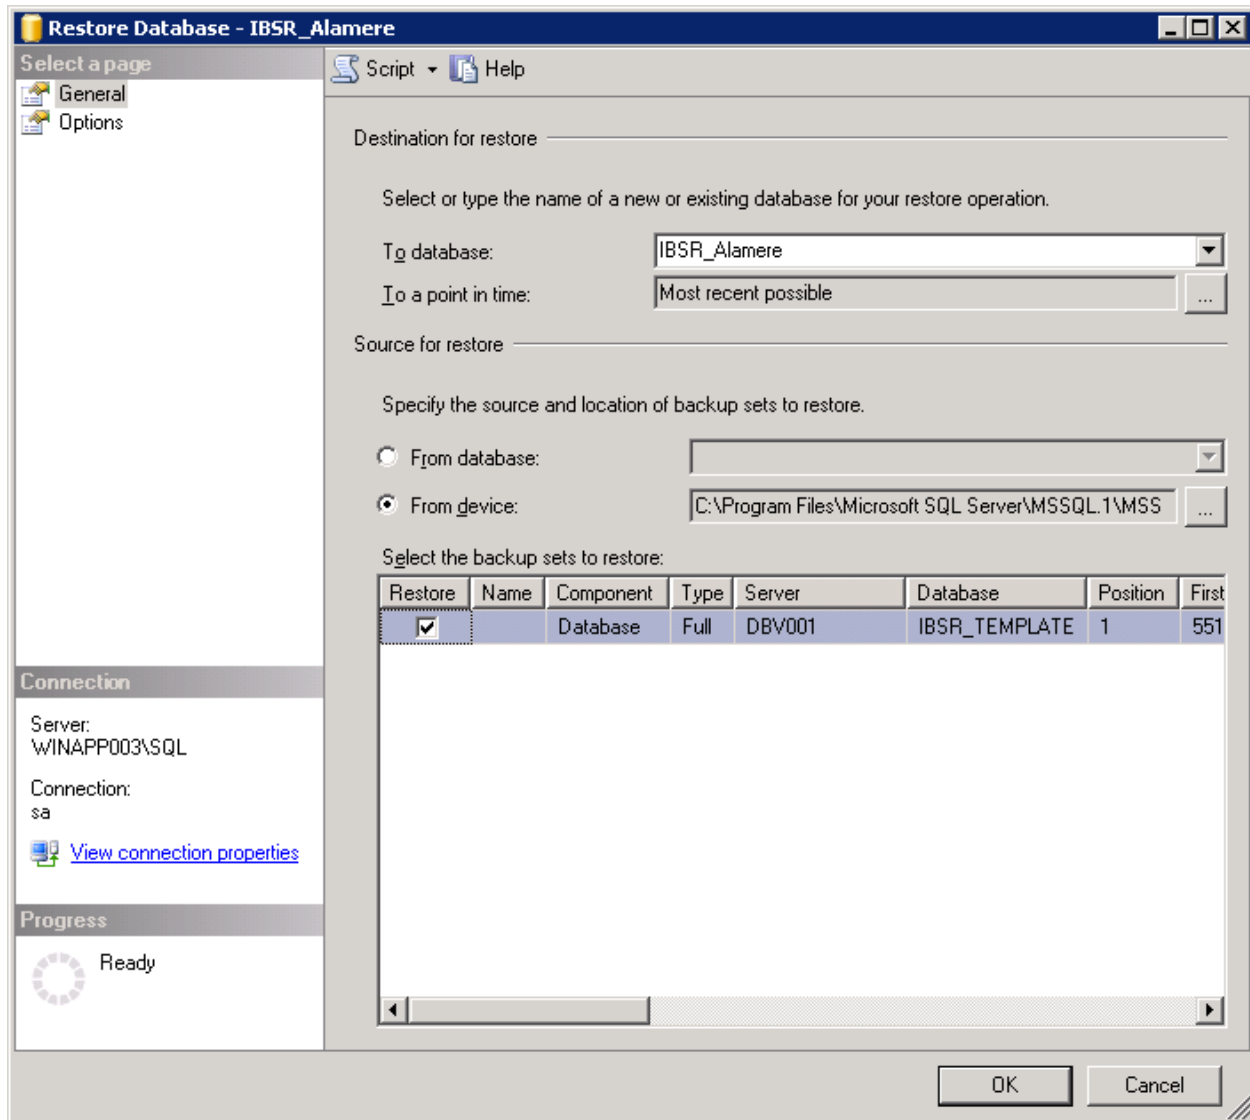 Restore Database - IBSR_Alamere
Select a page
General
Options
Script Help
Destination for restore
Select or type the name of a new or existing database for your restore operation.
To database: IBSR_Alamere
To a point in time: Most recent possible ...
Source for restore
Specify the source and location of backup sets to restore.
From database:
From device: C:\Program Files\Microsoft SQL Server\MSSQL.1\MSS ...
Select the backup sets to restore:
Restore Name Component Type Server Database Position First
Database Full DBV001 IBSR_TEMPLATE 1 551
Connection
Server:
WINAPP003\SQL
Connection:
sa
View connection properties
Progress
Ready
OK Cancel